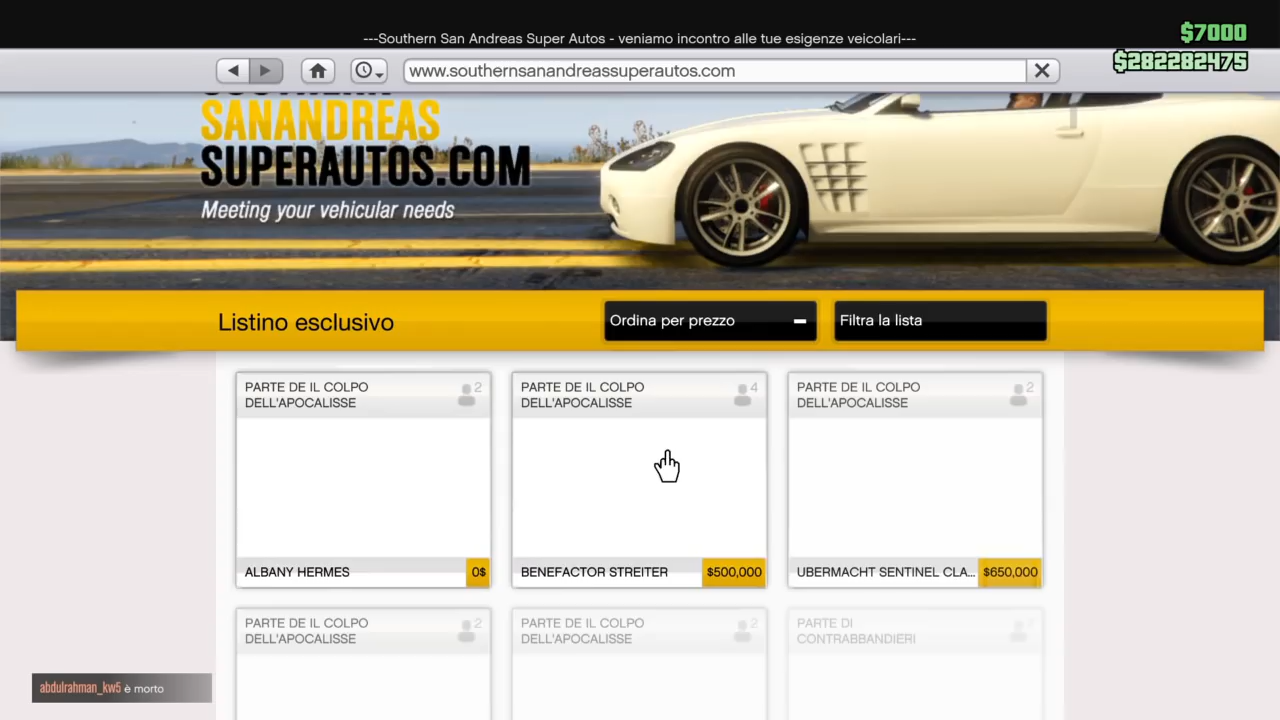 ---Southern San Andreas Super Autos - veniamo incontro alle tue esigenze veicolari---
$7000
$282282475
www.southernsanandreassuperautos.com
SANANDREAS
SUPERAUTOS.COM
Meeting your vehicular needs
Listino esclusivo
Ordina per prezzo
Filtra la lista
PARTE DE IL COLPO
DELL'APOCALISSE
2
PARTE DE IL COLPO
DELL'APOCALISSE
4
PARTE DE IL COLPO
DELL'APOCALISSE
2
ALBANY HERMES
0$
BENEFACTOR STREITER
$500,000
UBERMACHT SENTINEL CLA...
$650,000
PARTE DE IL COLPO
DELL'APOCALISSE
2
PARTE DE IL COLPO
DELL'APOCALISSE
2
PARTE DI
CONTRABBANDIERI
abdulrahman_kw5 è morto